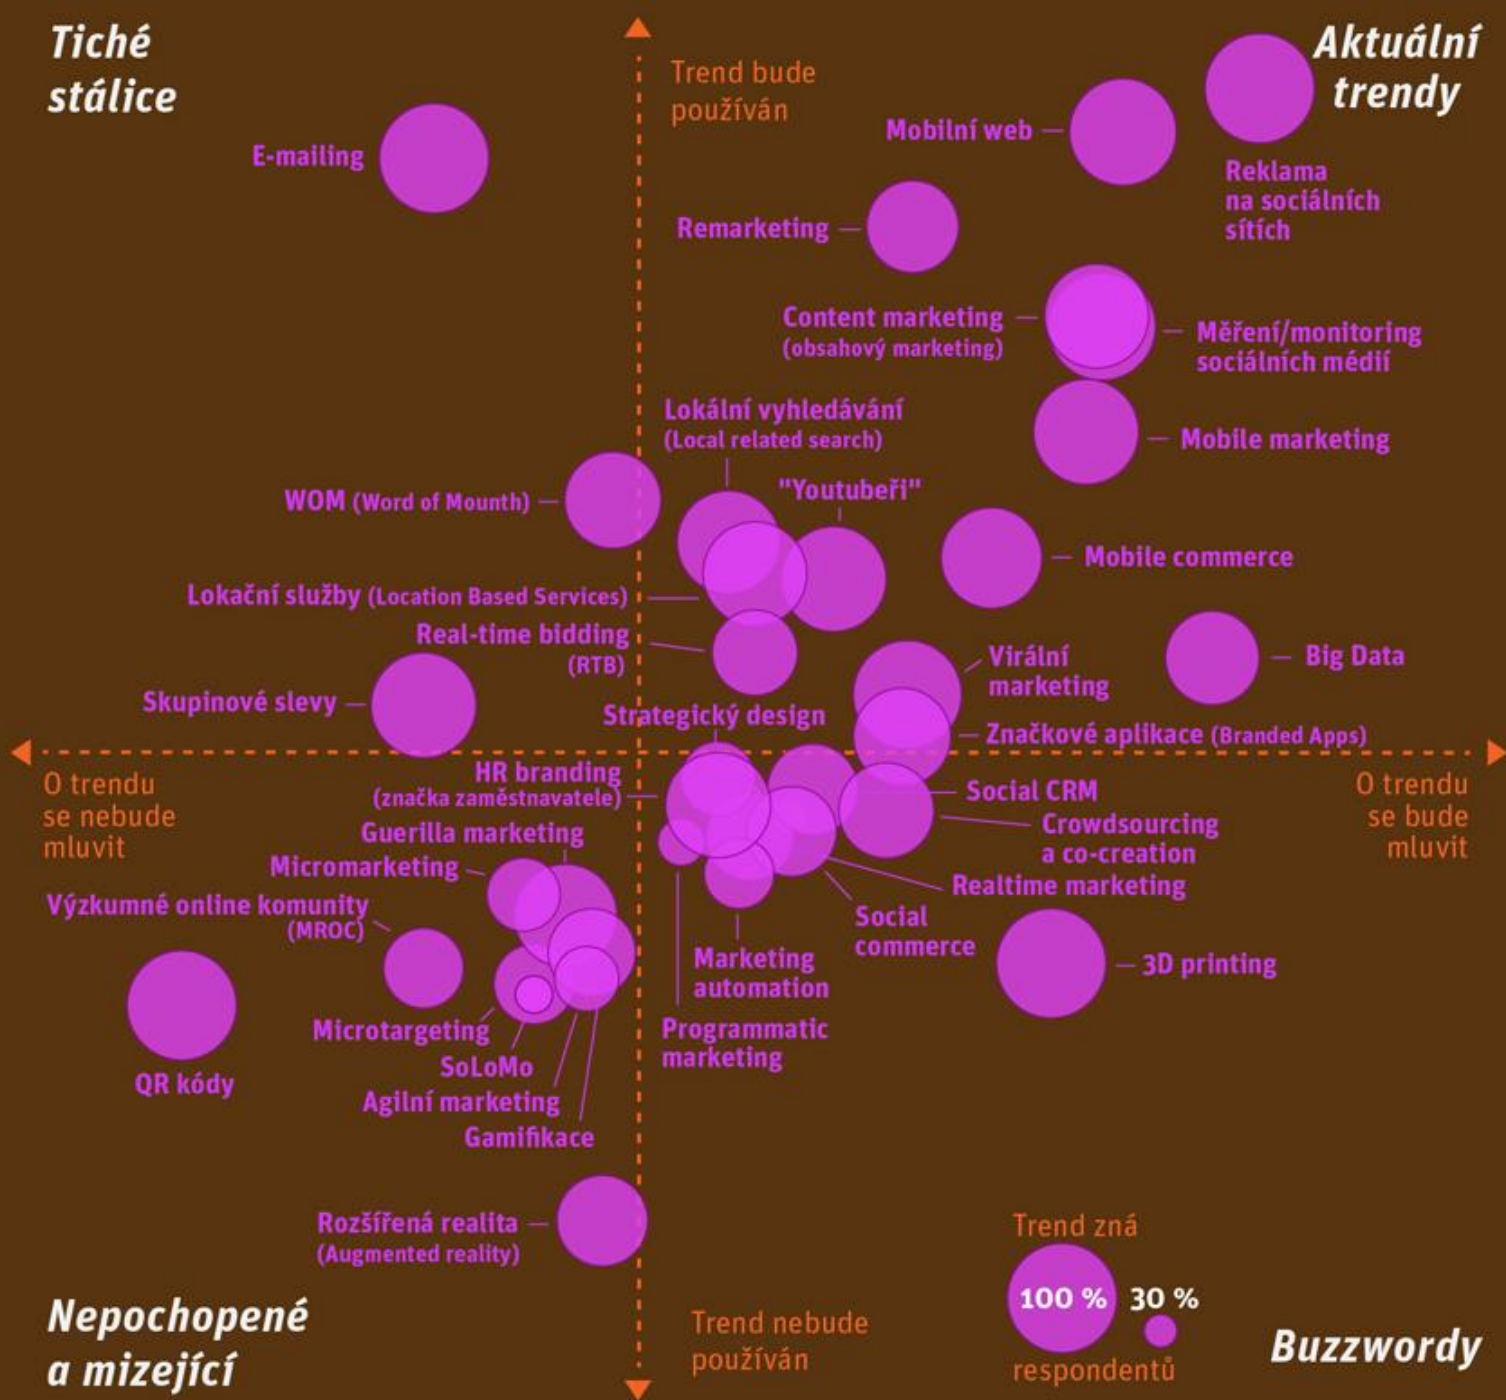 Tiché
stálice
Aktuální
trendy
Trend bude
používán
E-mailing
Mobilní web
Reklama
na sociálních
sítích
Remarketing
Content marketing
(obsahový marketing)
Měření/monitoring
sociálních médií
Lokální vyhledávání
(Local related search)
Mobile marketing
"Youtubeři"
WOM (Word of Mounth)
Mobile commerce
Lokační služby (Location Based Services)
Real-time bidding
(RTB)
Virální
marketing
Big Data
Skupinové slevy
Strategický design
Značkové aplikace (Branded Apps)
O trendu
se nebude
mluvit
HR branding
(značka zaměstnavatele)
Social CRM
O trendu
se bude
mluvit
Guerilla marketing
Crowdsourcing
a co-creation
Micromarketing
Realtime marketing
Výzkumné online komunity
(MROC)
Social
commerce
Marketing
automation
3D printing
Microtargeting
Programmatic
marketing
SoLoMo
QR kódy
Agilní marketing
Gamifikace
Rozšířená realita
(Augmented reality)
Trend zná
100 % 30 %
respondentů
Nepochopené
a mizející
Trend nebude
používán
Buzzwordy